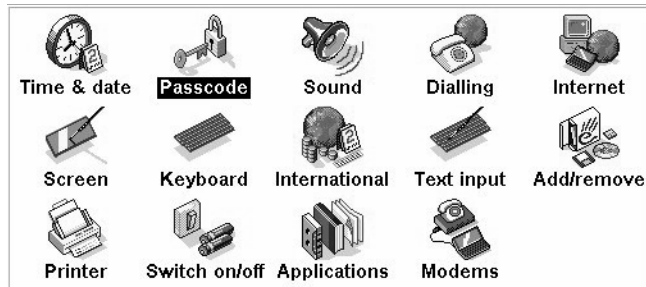 Time & date Passcode Sound Dialling Internet
Screen Keyboard International Text input Add/remove
Printer Switch on/off Applications Modems